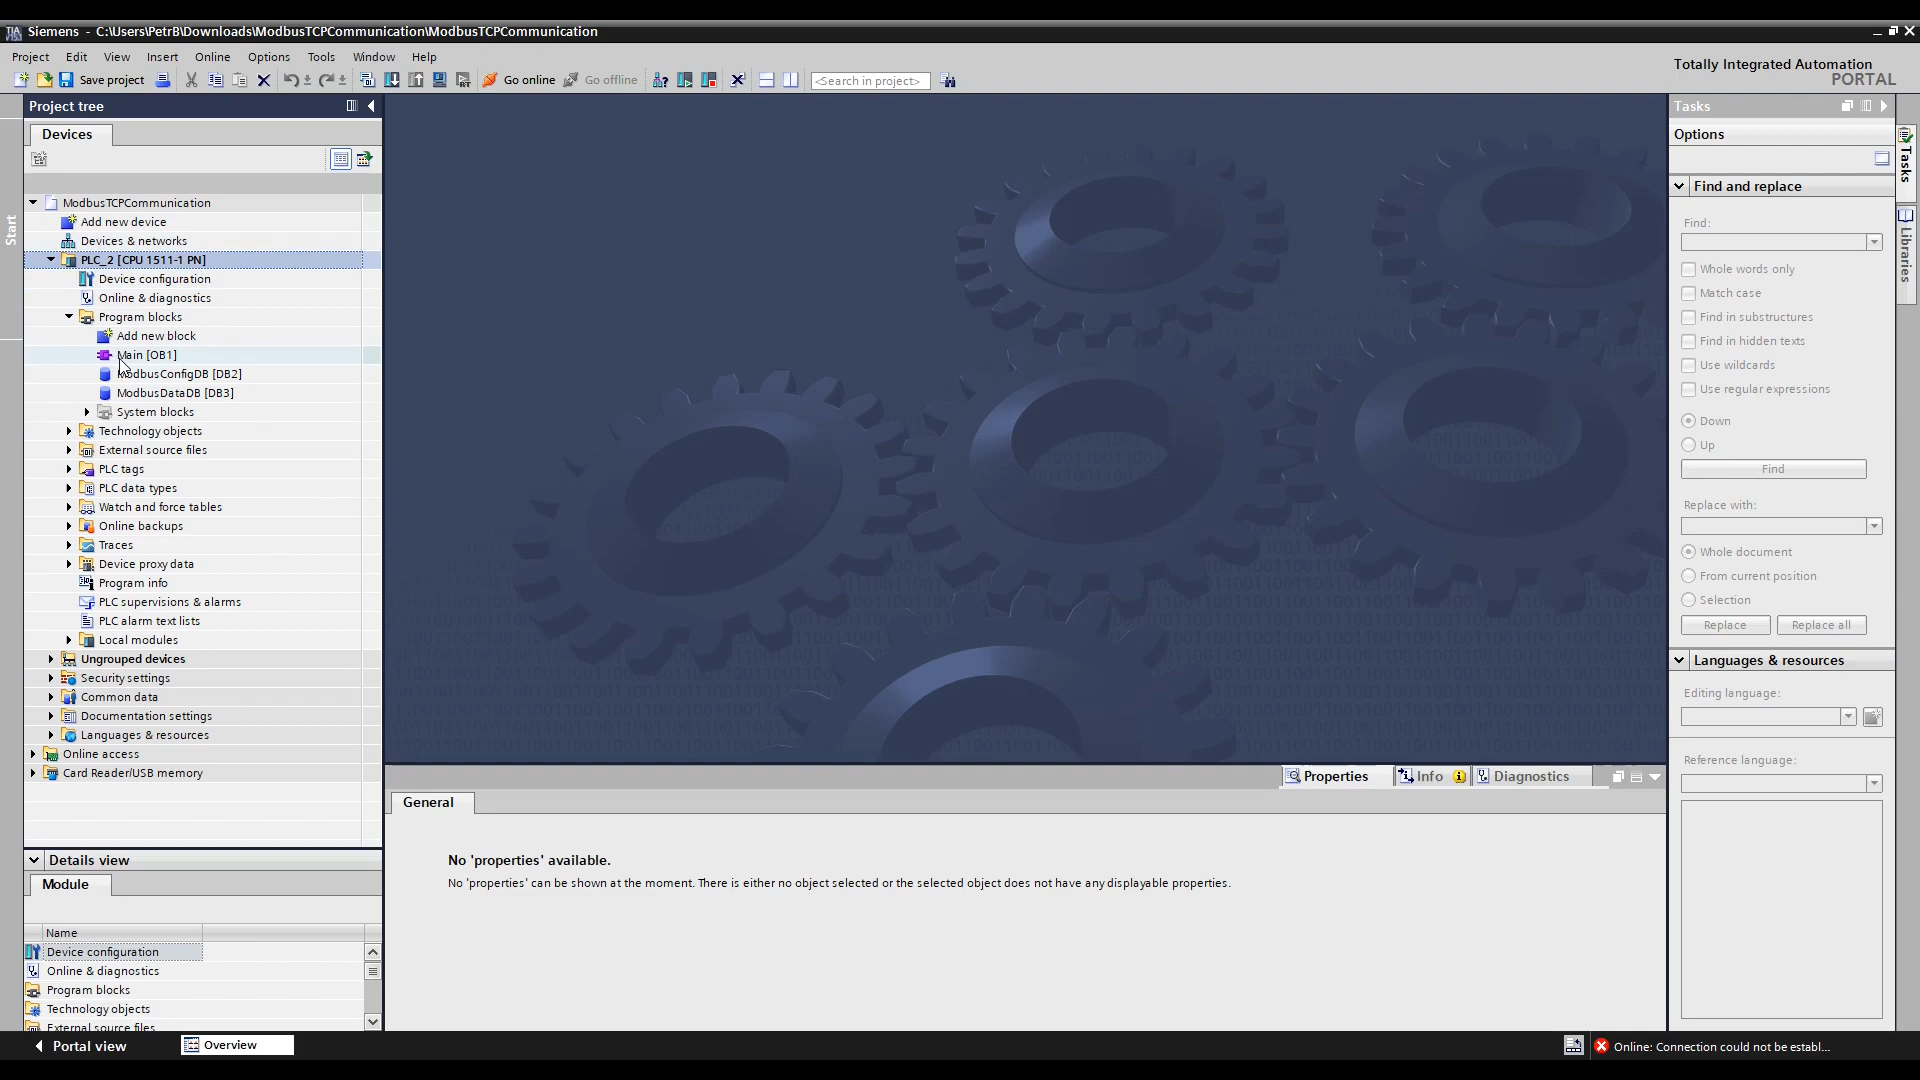 Siemens - C:\Users\PetrB\Downloads\ModbusTCPCommunication\ModbusTCPCommunication
Project Edit View Insert Online Options Tools Window Help
Totally Integrated Automation
PORTAL
Save project
Go online
Go offline
<Search in project>
Project tree
Devices
Start
ModbusTCPCommunication
Add new device
Devices & networks
PLC_2 [CPU 1511-1 PN]
Device configuration
Online & diagnostics
Program blocks
Add new block
Main [OB1]
ModbusConfigDB [DB2]
ModbusDataDB [DB3]
System blocks
Technology objects
External source files
PLC tags
PLC data types
Watch and force tables
Online backups
Traces
Device proxy data
Program info
PLC supervisions & alarms
PLC alarm text lists
Local modules
Ungrouped devices
Security settings
Common data
Documentation settings
Languages & resources
Online access
Card Reader/USB memory
Details view
Module
Name
Device configuration
Online & diagnostics
Program blocks
Technology objects
External source files
Properties
Info
Diagnostics
General
No 'properties' available.
No 'properties' can be shown at the moment. There is either no object selected or the selected object does not have any displayable properties.
Tasks
Options
Find and replace
Find:
Whole words only
Match case
Find in substructures
Find in hidden texts
Use wildcards
Use regular expressions
Down
Up
Find
Replace with:
Whole document
From current position
Selection
Replace
Replace all
Languages & resources
Editing language:
Reference language:
Tasks
Libraries
Portal view
Overview
Online: Connection could not be establ...